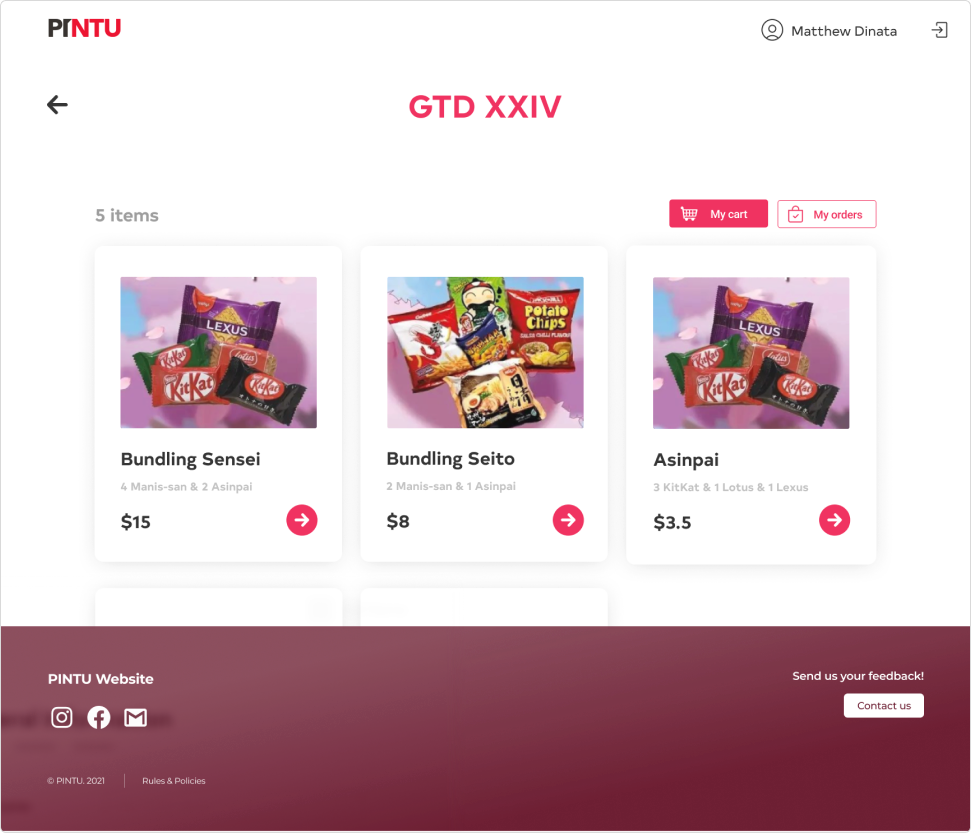 PINTU
Matthew Dinata
GTD XXIV
5 items
My cart
My orders
LEXUS
KitKat
Lotus
KitKat
KitKat
Potato
Chips
LEXUS
KitKat
Lotus
KitKat
KitKat
Bundling Sensei
Bundling Seito
Asinpai
4 Manis-san & 2 Asinpai
2 Manis-san & 1 Asinpai
3 KitKat & 1 Lotus & 1 Lexus
$15
$8
$3.5
PINTU Website
Send us your feedback!
Contact us
© PINTU. 2021
Rules & Policies